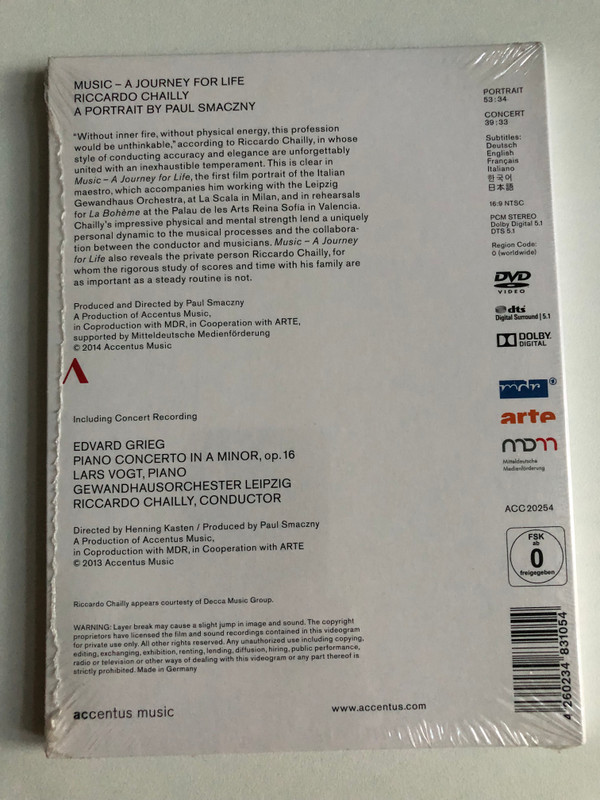 MUSIC – A JOURNEY FOR LIFE
RICCARDO CHAILLY
A PORTRAIT BY PAUL SMACZNY
"Without inner fire, without physical energy, this profession
would be unthinkable," according to Riccardo Chailly, in whose
style of conducting accuracy and elegance are unforgettably
united with an inexhaustible temperament. This is clear in
Music – A Journey for Life, the first film portrait of the Italian
maestro, which accompanies him working with the Leipzig
Gewandhaus Orchestra, at La Scala in Milan, and in rehearsals
for La Bohème at the Palau de les Arts Reina Sofía in Valencia.
Chailly's impressive physical and mental strength lend a uniquely
personal dynamic to the musical processes and the collabora-
tion between the conductor and musicians. Music – A Journey
for Life also reveals the private person Riccardo Chailly, for
whom the rigorous study of scores and time with his family are
as important as a steady routine is not.
Produced and Directed by Paul Smaczny
A Production of Accentus Music,
in Coproduction with MDR, in Cooperation with ARTE,
supported by Mitteldeutsche Medienförderung
© 2014 Accentus Music
Including Concert Recording
EDVARD GRIEG
PIANO CONCERTO IN A MINOR, op. 16
LARS VOGT, PIANO
GEWANDHAUSORCHESTER LEIPZIG
RICCARDO CHAILLY, CONDUCTOR
Directed by Henning Kasten / Produced by Paul Smaczny
A Production of Accentus Music,
in Coproduction with MDR, in Cooperation with ARTE
© 2013 Accentus Music
Riccardo Chailly appears courtesty of Decca Music Group.
WARNING: Layer break may cause a slight jump in image and sound. The copyright
proprietors have licensed the film and sound recordings contained in this videogram
for private use only. All other rights reserved. Any unauthorized use including copying,
editing, exchanging, exhibition, renting, lending, diffusion, hiring, public performance,
radio or television or other ways of dealing with this videogram or any part thereof is
strictly prohibited. Made in Germany
accentus music
www.accentus.com
PORTRAIT
53:34
CONCERT
39:33
Subtitles:
Deutsch
English
Français
Italiano
한국어
日本語
16:9 NTSC
PCM STEREO
Dolby Digital 5.1
DTS 5.1
Region Code:
0 (worldwide)
DVD
VIDEO
dts
Digital Surround | 5.1
DOLBY
DIGITAL
mdr
arte
mdm
Mitteldeutsche
Medienförderung
ACC 20254
FSK
ab
0
freigegeben
4 260234 831054